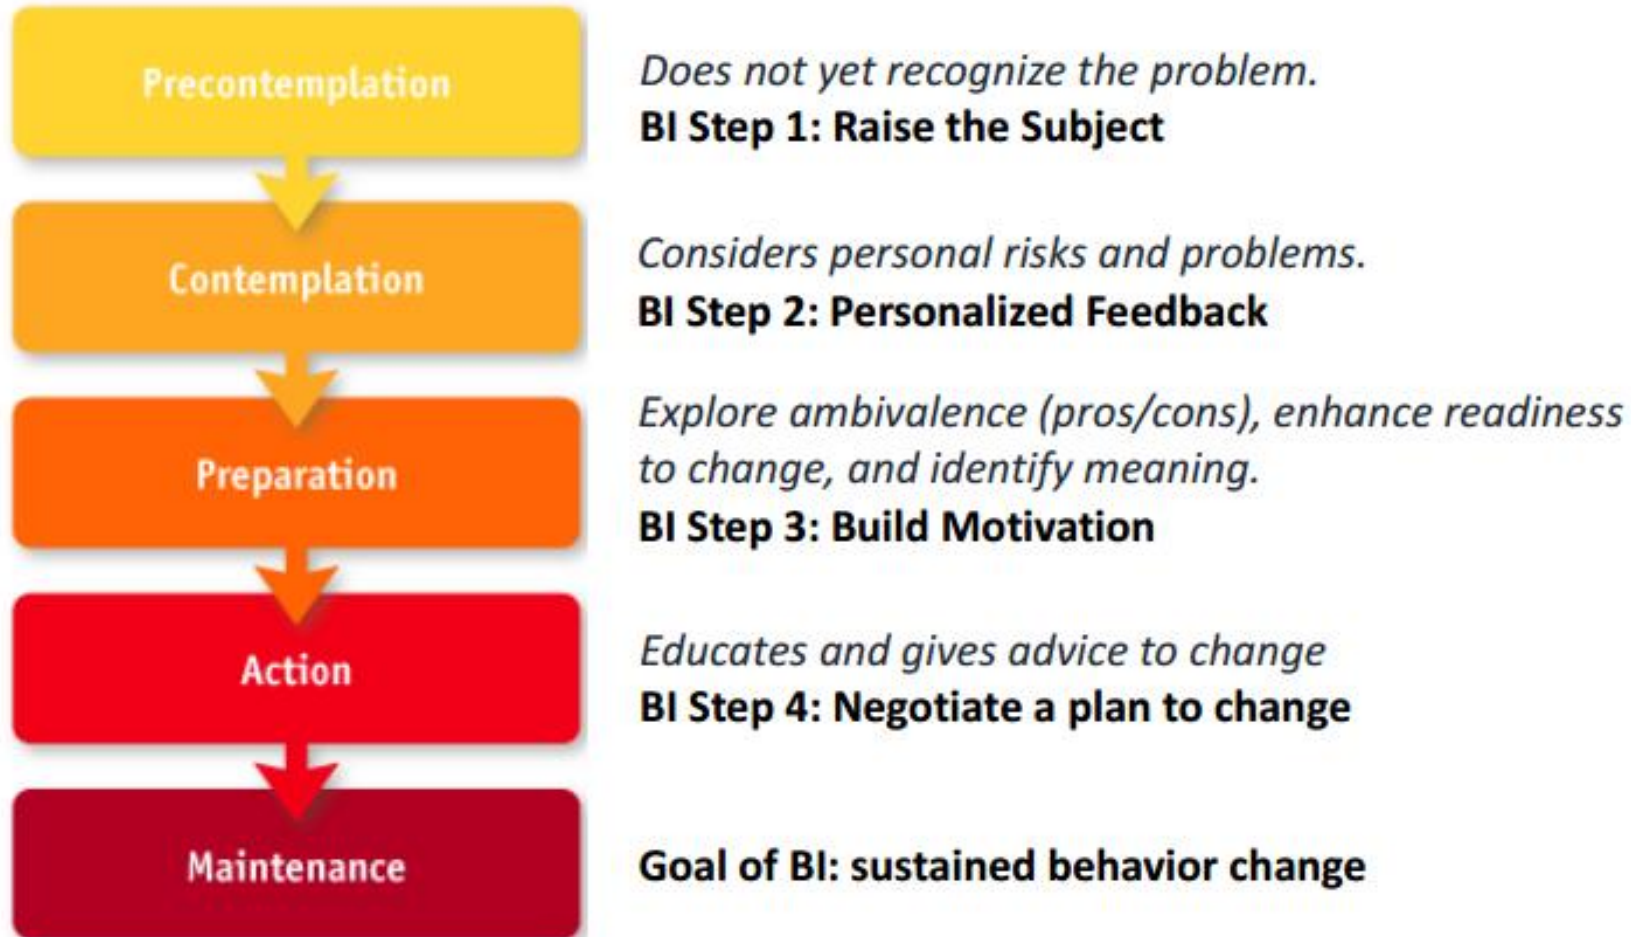 Precontemplation
Does not yet recognize the problem.
BI Step 1: Raise the Subject
Contemplation
Considers personal risks and problems.
BI Step 2: Personalized Feedback
Preparation
Explore ambivalence (pros/cons), enhance readiness
to change, and identify meaning.
BI Step 3: Build Motivation
Action
Educates and gives advice to change
BI Step 4: Negotiate a plan to change
Maintenance
Goal of BI: sustained behavior change